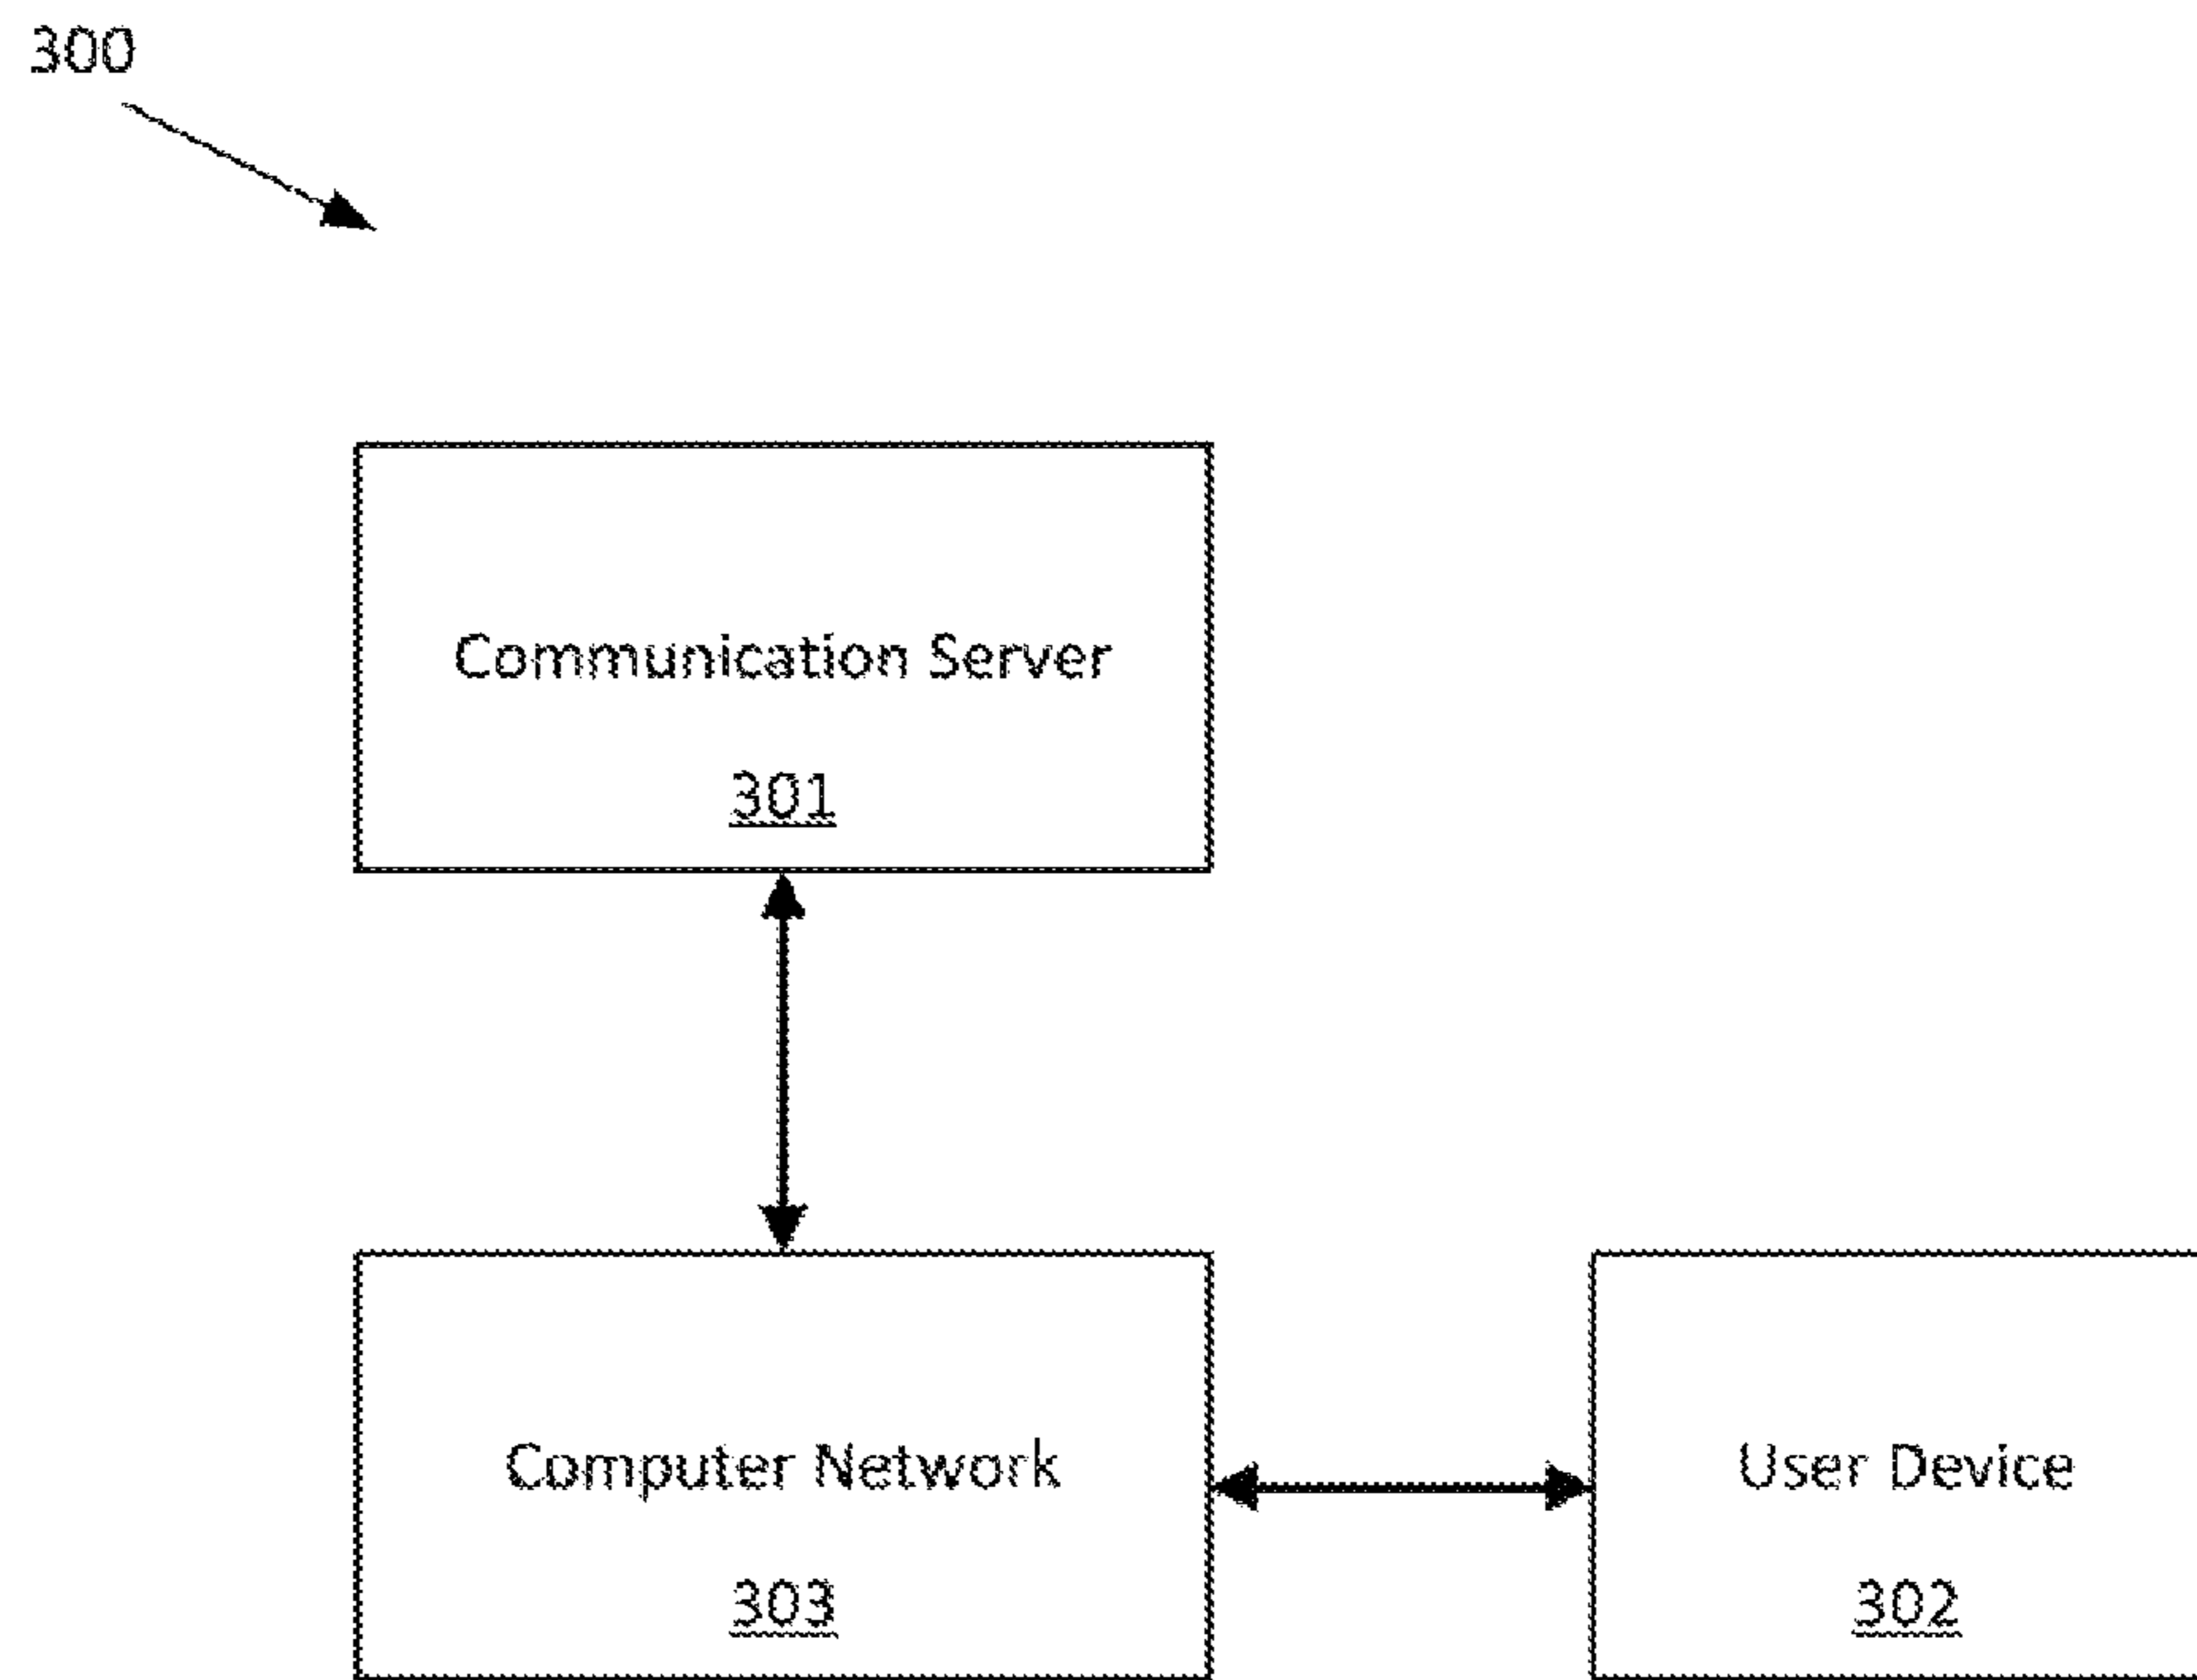 300
Communication Server
301
Computer Network
303
User Device
302